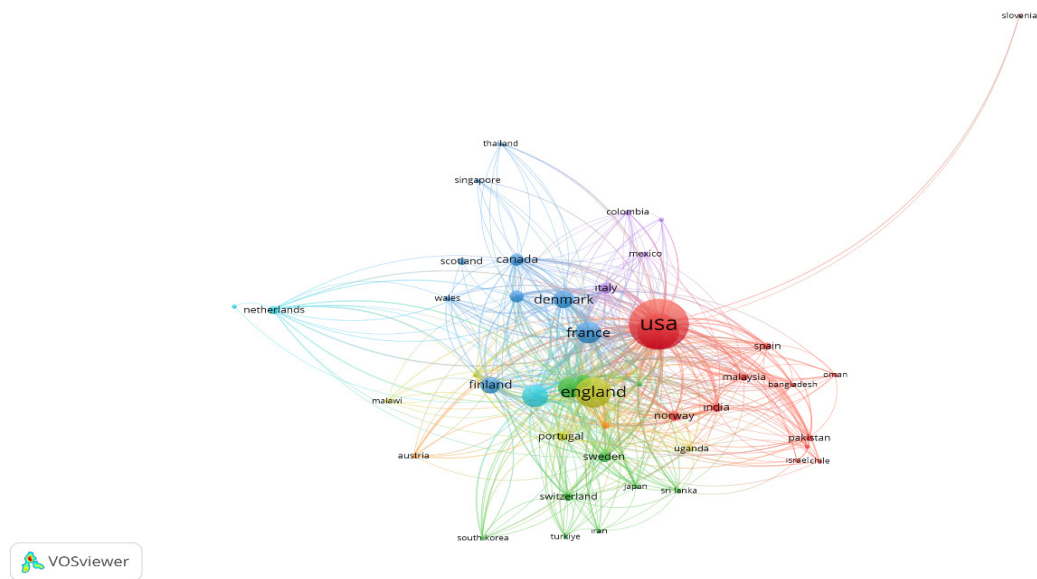 slovenia
thailand
singapore
colombia
mexico
scotland
canada
italy
wales
denmark
netherlands
usa
france
spain
malaysia
oman
bangladesh
finland
england
malawi
india
norway
portugal
pakistan
uganda
austria
sweden
israel
chile
japan
sri lanka
switzerland
iran
south korea
turkiye
VOSviewer